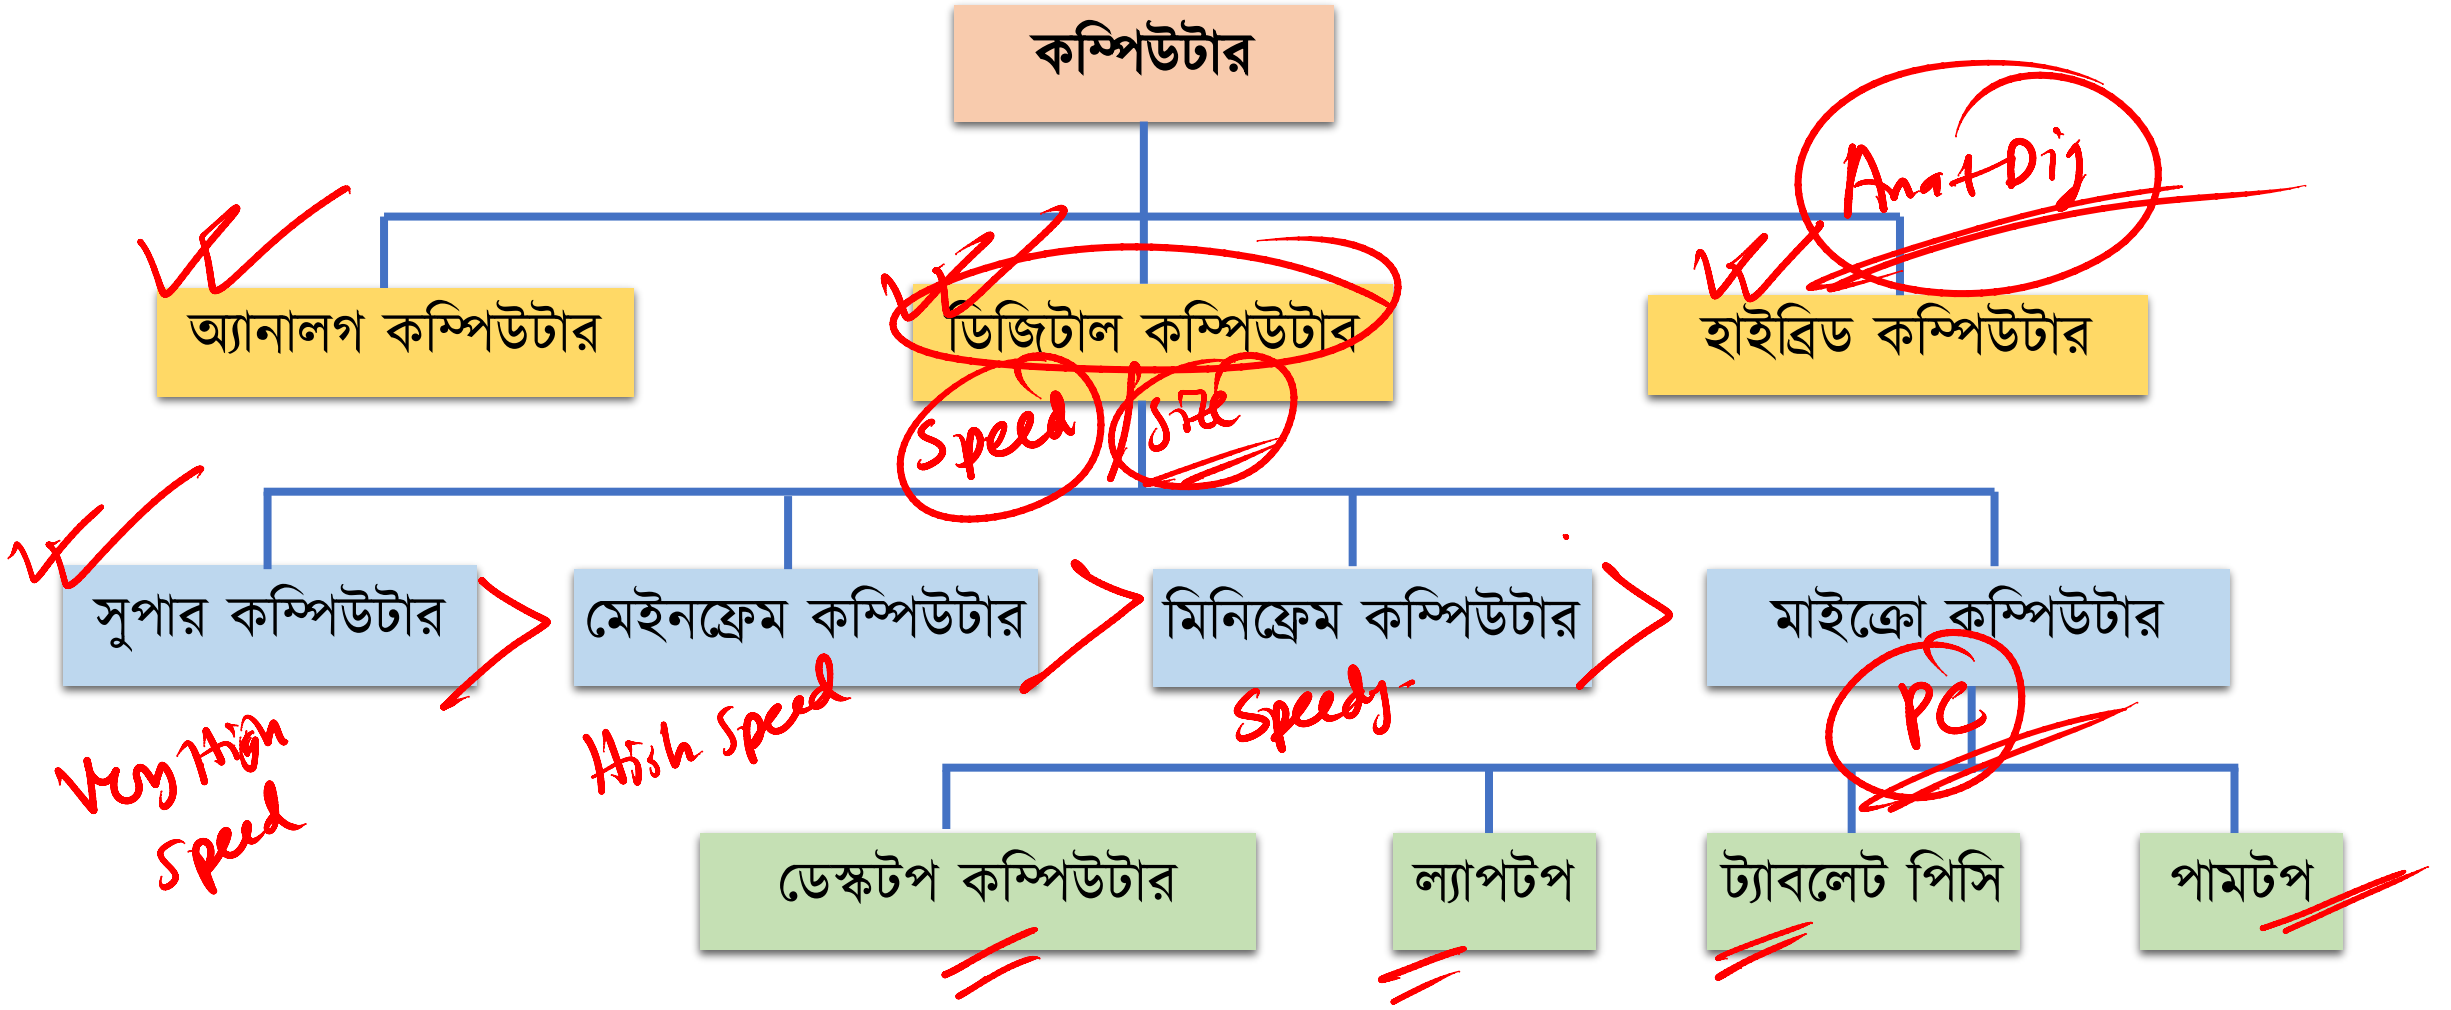 কম্পিউটার
Ana+Dig
অ্যানালগ কম্পিউটার
ডিজিটাল কম্পিউটার
হাইব্রিড কম্পিউটার
Speed / Size
সুপার কম্পিউটার > মেইনফ্রেম কম্পিউটার > মিনিফ্রেম কম্পিউটার > মাইক্রো কম্পিউটার
Very High
Speed
High Speed
Speedy
PC
ডেস্কটপ কম্পিউটার
ল্যাপটপ
ট্যাবলেট পিসি
পামটপ